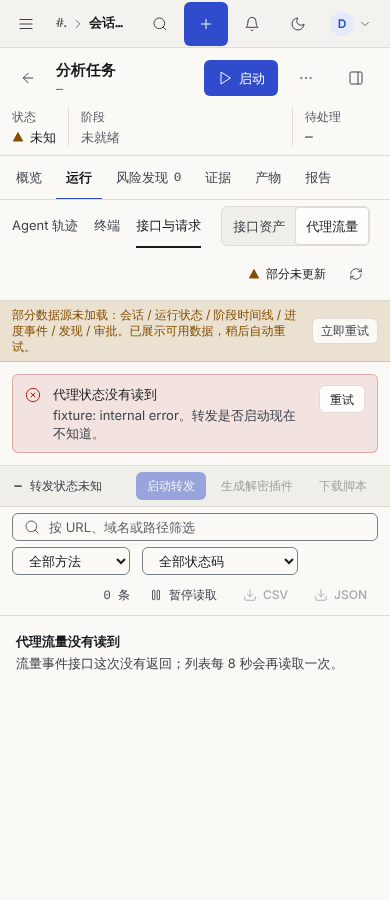 #. 会话…
D
分析任务
—
启动
状态
未知
阶段
未就绪
待处理
—
概览 运行 风险发现 0 证据 产物 报告
Agent 轨迹 终端 接口与请求 接口资产 代理流量
部分未更新
部分数据源未加载：会话 / 运行状态 / 阶段时间线 / 进
度事件 / 发现 / 审批。已展示可用数据，稍后自动重
试。
立即重试
代理状态没有读到
fixture: internal error。转发是否启动现在
不知道。
重试
— 转发状态未知 启动转发 生成解密插件 下载脚本
按 URL、域名或路径筛选
全部方法 全部状态码
0 条 暂停读取 CSV JSON
代理流量没有读到
流量事件接口这次没有返回；列表每 8 秒会再读取一次。